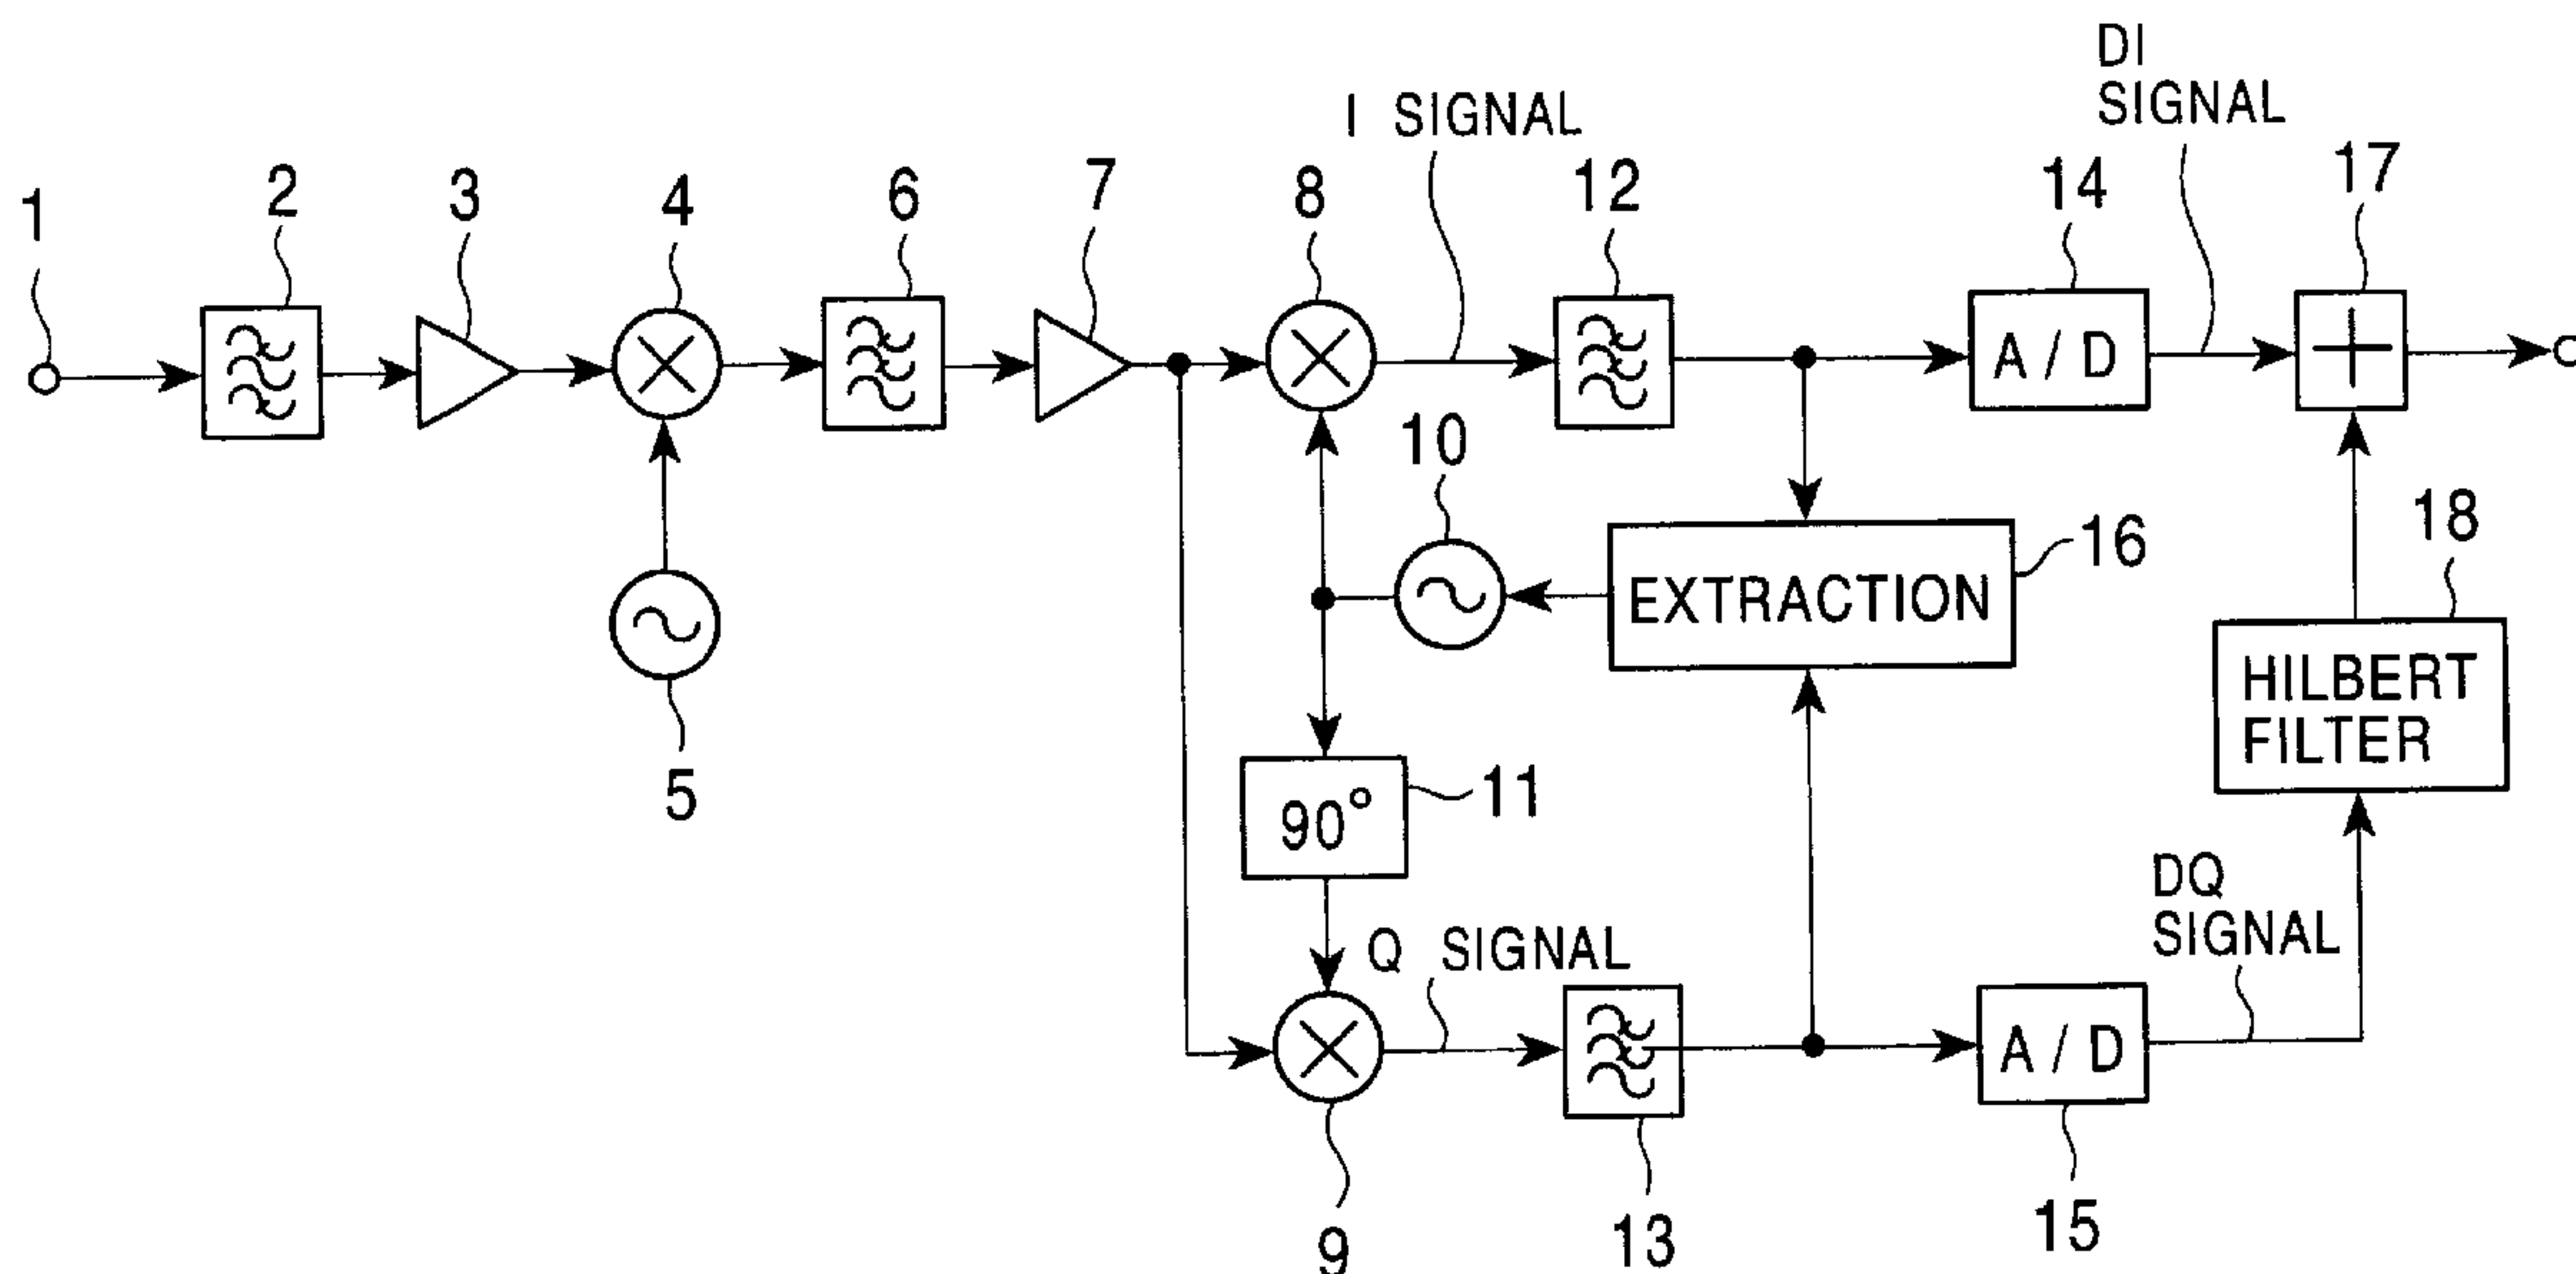 DI
SIGNAL
I SIGNAL
1
2
3
4
6
7
8
12
14
17
A / D
10
EXTRACTION
16
18
5
HILBERT
FILTER
90°
11
DQ
SIGNAL
Q SIGNAL
A / D
9
13
15